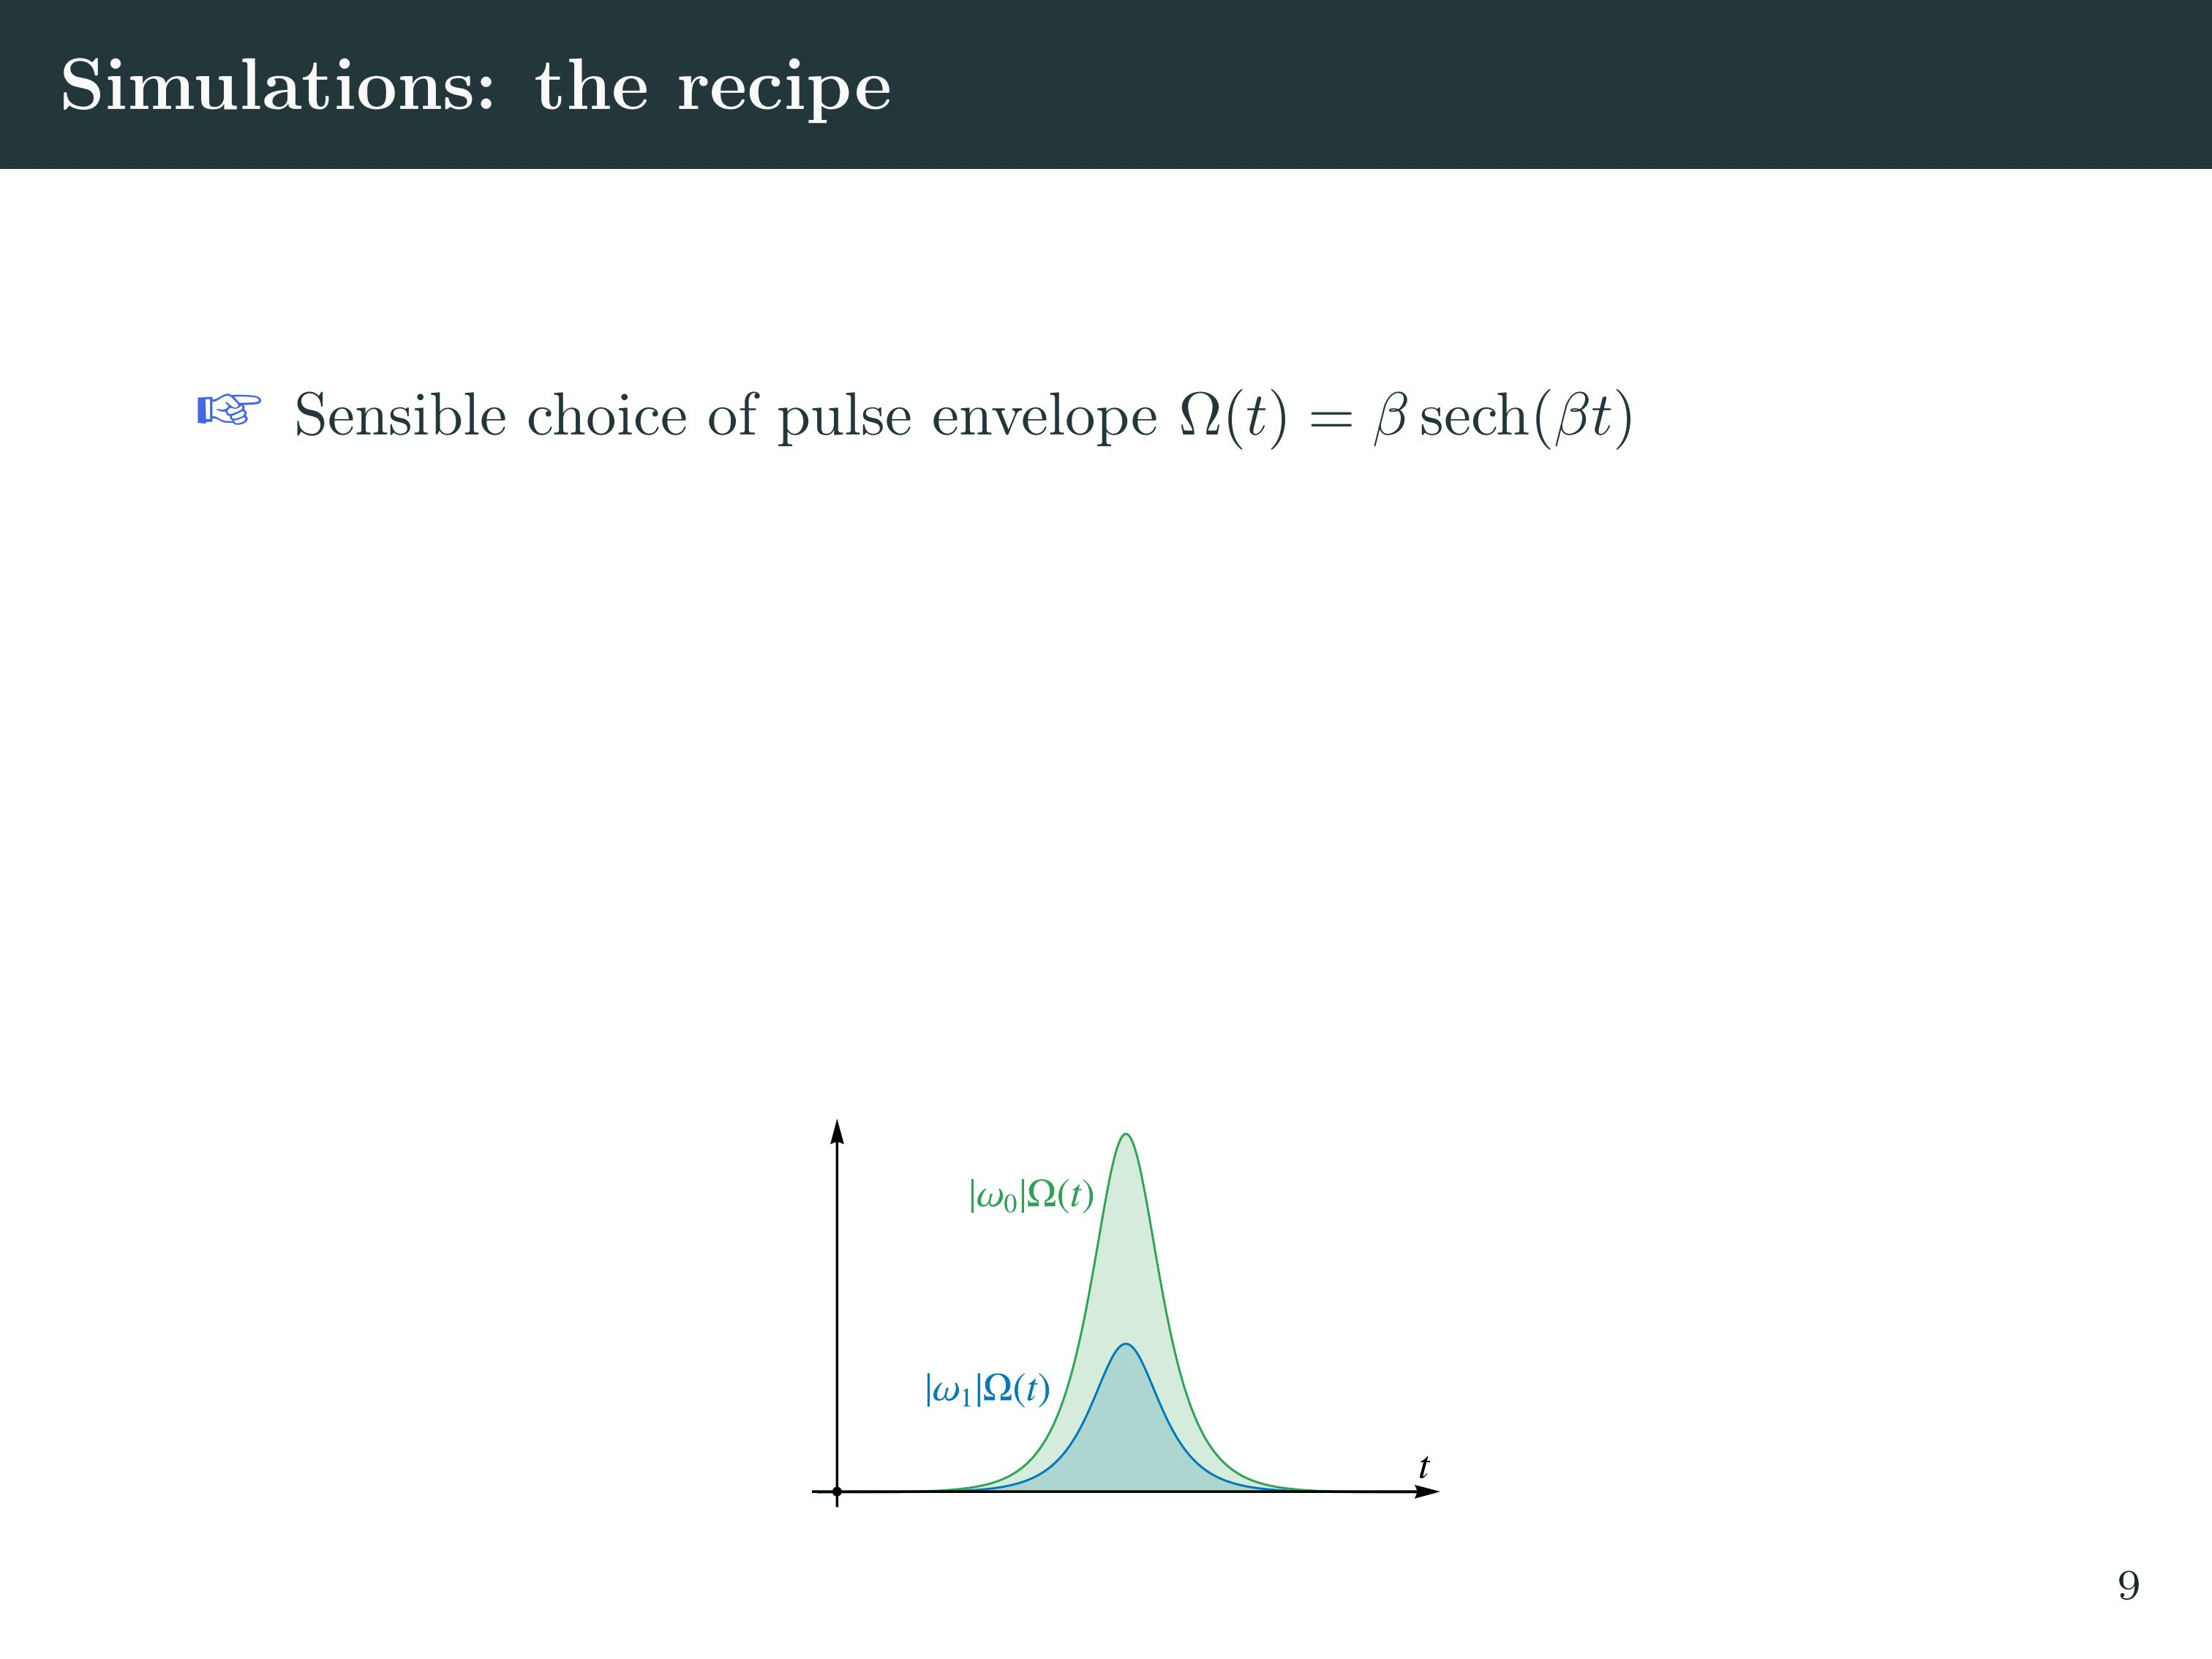 Simulations: the recipe
☞ Sensible choice of pulse envelope Ω(t) = β sech(βt)
|ω₀|Ω(t)
|ω₁|Ω(t)
t
9